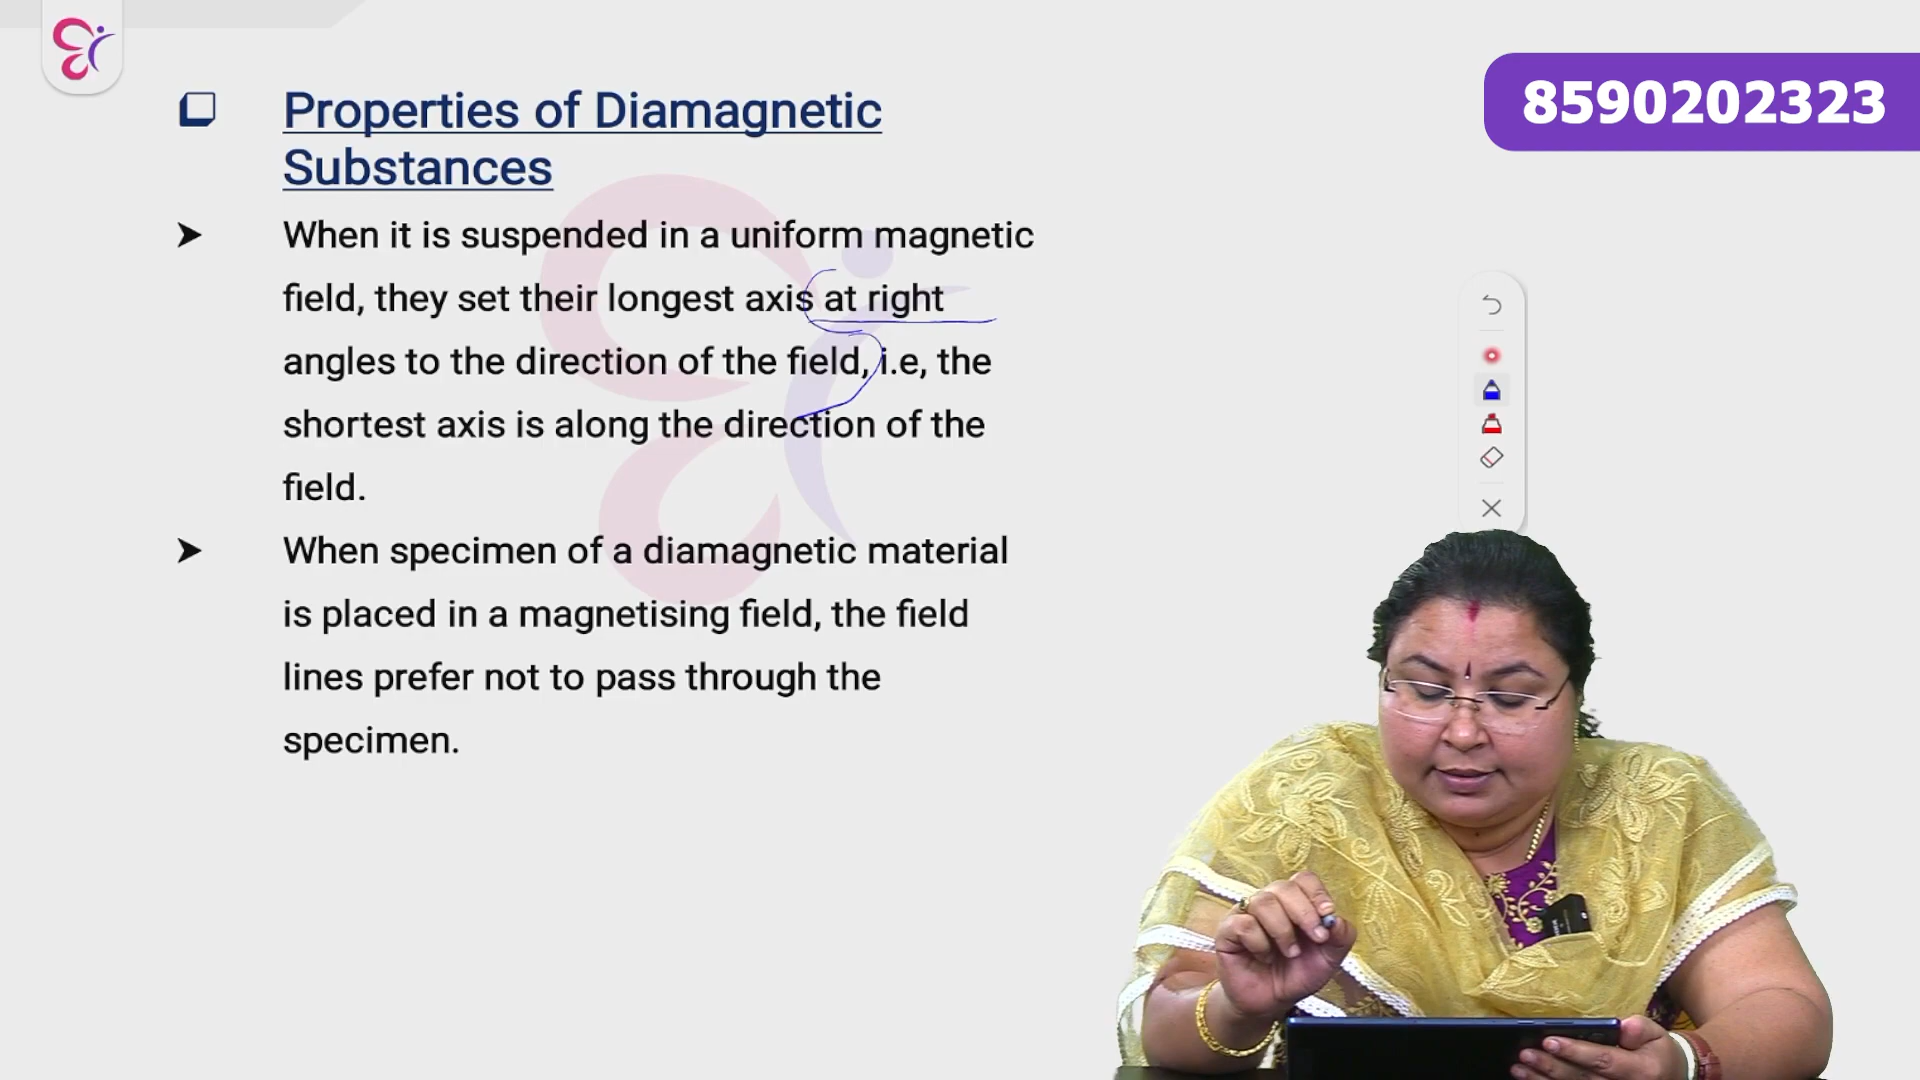 8590202323
Properties of Diamagnetic
Substances
When it is suspended in a uniform magnetic
field, they set their longest axis at right
angles to the direction of the field, i.e, the
shortest axis is along the direction of the
field.
When specimen of a diamagnetic material
is placed in a magnetising field, the field
lines prefer not to pass through the
specimen.